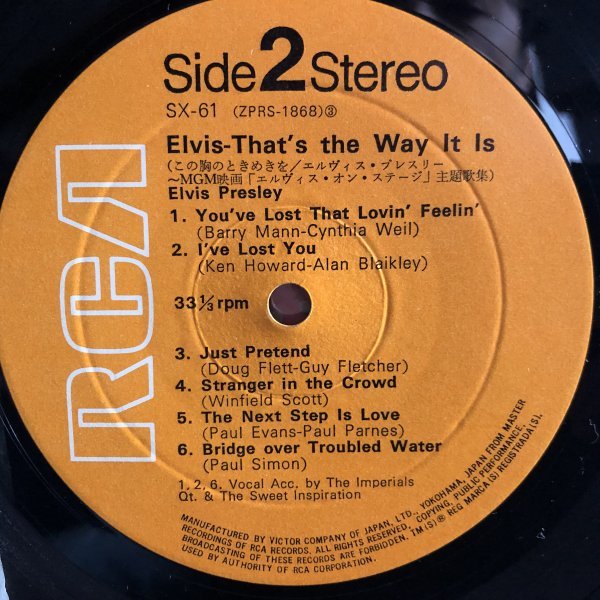 Side 2 Stereo
SX-61 (ZPRS-1868)③
Elvis-That's the Way It Is
(この胸のときめきを／エルヴィス・プレスリー
～MGM映画「エルヴィス・オン・ステージ」主題歌集)
Elvis Presley
1. You've Lost That Lovin' Feelin'
(Barry Mann-Cynthia Weil)
2. I've Lost You
(Ken Howard-Alan Blaikley)
33⅓rpm
3. Just Pretend
(Doug Flett-Guy Fletcher)
4. Stranger in the Crowd
(Winfield Scott)
5. The Next Step Is Love
(Paul Evans-Paul Parnes)
6. Bridge over Troubled Water
(Paul Simon)
1, 2, 6, Vocal Acc. by The Imperials
Qt. & The Sweet Inspiration
RCA
MANUFACTURED BY VICTOR COMPANY OF JAPAN, LTD., YOKOHAMA, JAPAN FROM MASTER
RECORDINGS OF RCA RECORDS. ALL RIGHTS RESERVED. COPYING, PUBLIC PERFORMANCE,
BROADCASTING OF THESE RECORDS ARE FORBIDDEN. TM(S)® REG MARCA(S) REGISTRADA(S).
USED BY AUTHORITY OF RCA CORPORATION.